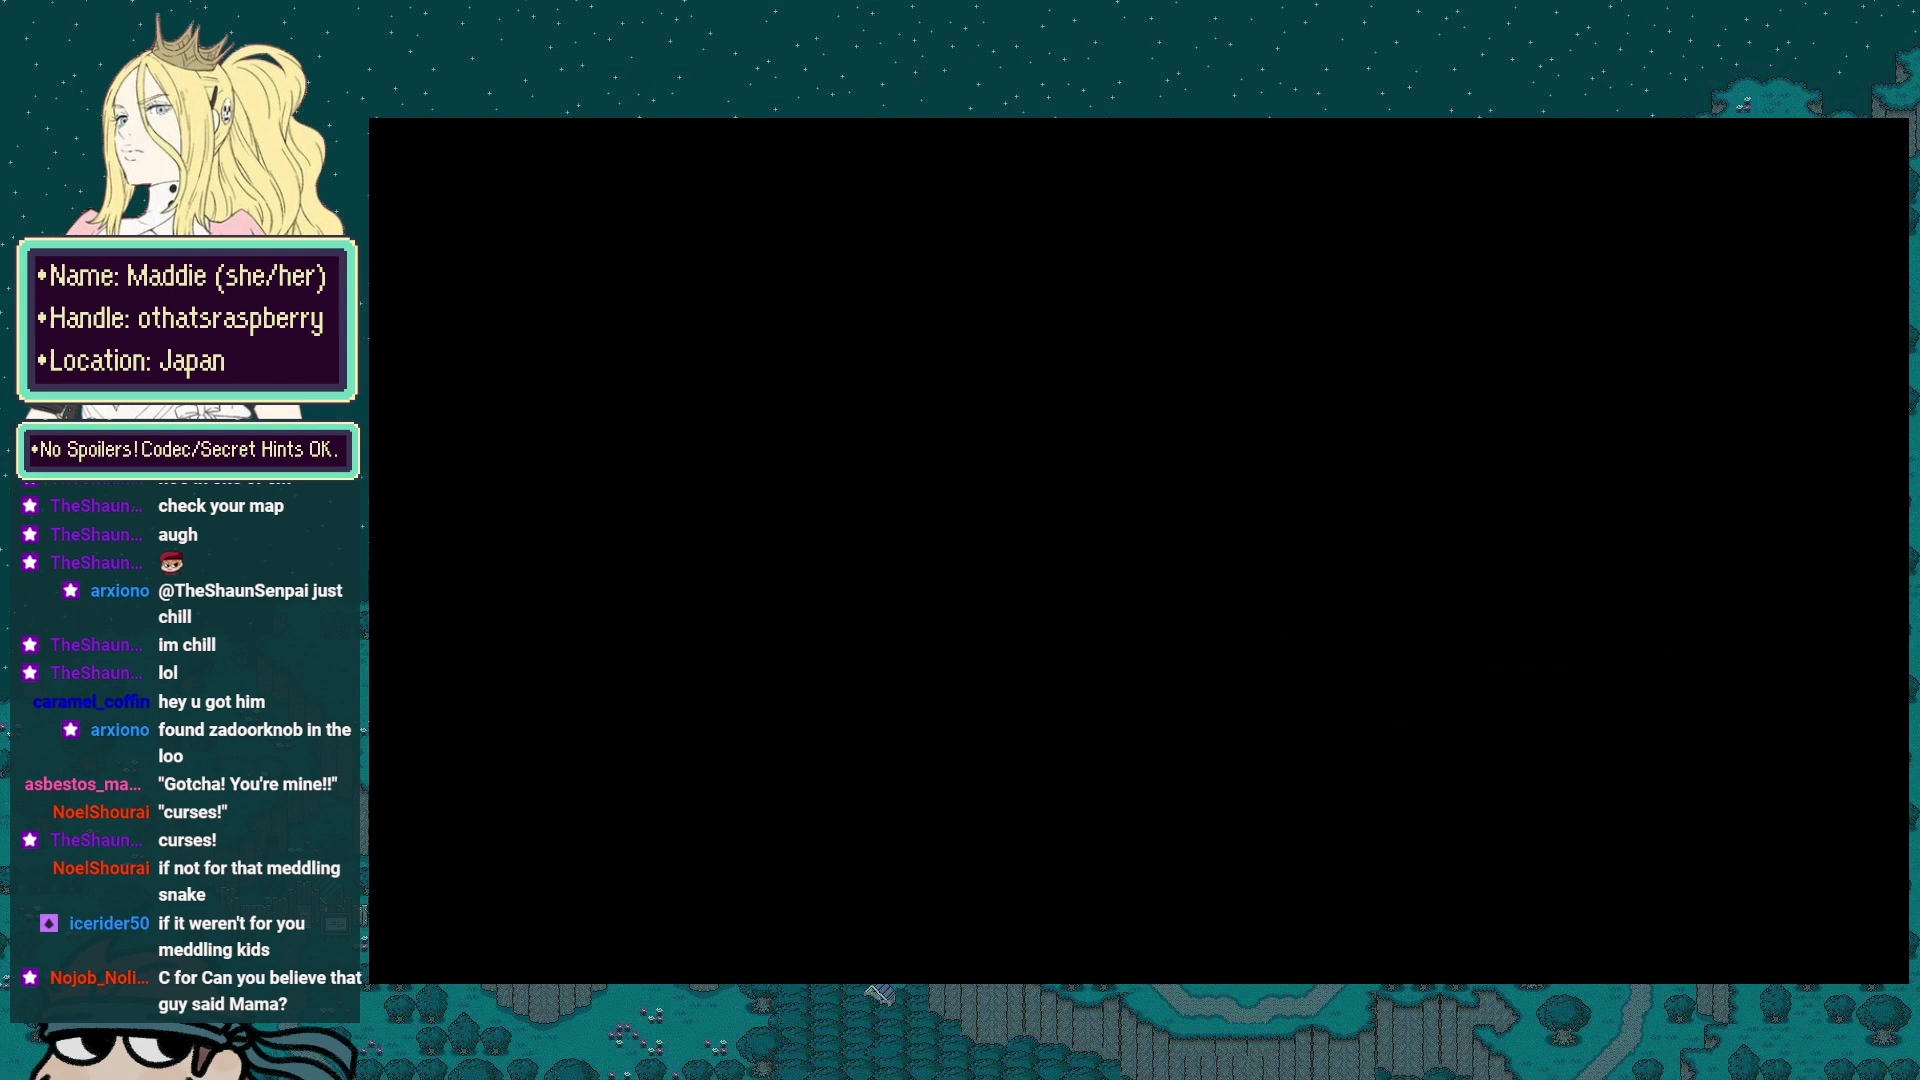 •Name: Maddie (she/her)
•Handle: othatsraspberry
•Location: Japan
•No Spoilers! Codec/Secret Hints OK.
TheShaun... check your map
TheShaun... augh
TheShaun...
arxiono @TheShaunSenpai just
chill
TheShaun... im chill
TheShaun... lol
caramel_coffin hey u got him
arxiono found zadoorknob in the
loo
asbestos_ma... "Gotcha! You're mine!!"
NoelShourai "curses!"
TheShaun... curses!
NoelShourai if not for that meddling
snake
icerider50 if it weren't for you
meddling kids
Nojob_Noli... C for Can you believe that
guy said Mama?